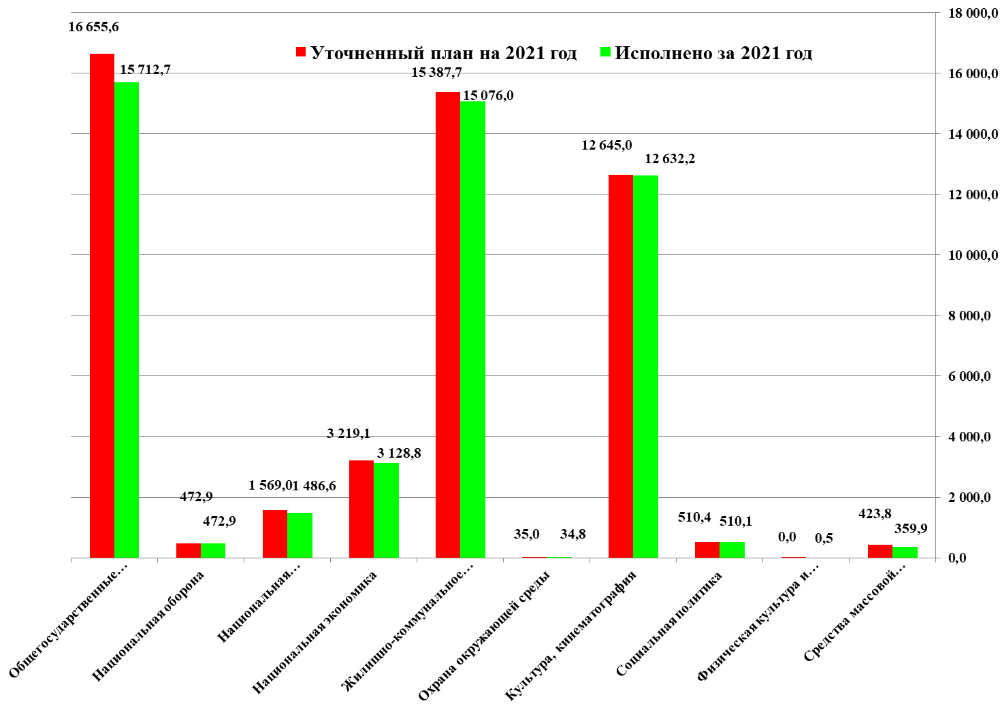 18 000,0
16 655,6
Уточненный план на 2021 год
Исполнено за 2021 год
15 712,7
15 387,7
16 000,0
15 076,0
14 000,0
12 645,0
12 632,2
12 000,0
10 000,0
8 000,0
6 000,0
4 000,0
3 219,1
3 128,8
1 569,0
1 486,6
472,9
472,9
2 000,0
35,0
34,8
510,4
510,1
0,0
0,5
423,8
359,9
0,0
Общегосударственные…
Национальная оборона
Национальная…
Национальная экономика
Жилищно-коммунальное…
Охрана окружающей среды
Культура, кинематография
Социальная политика
Физическая культура и…
Средства массовой…